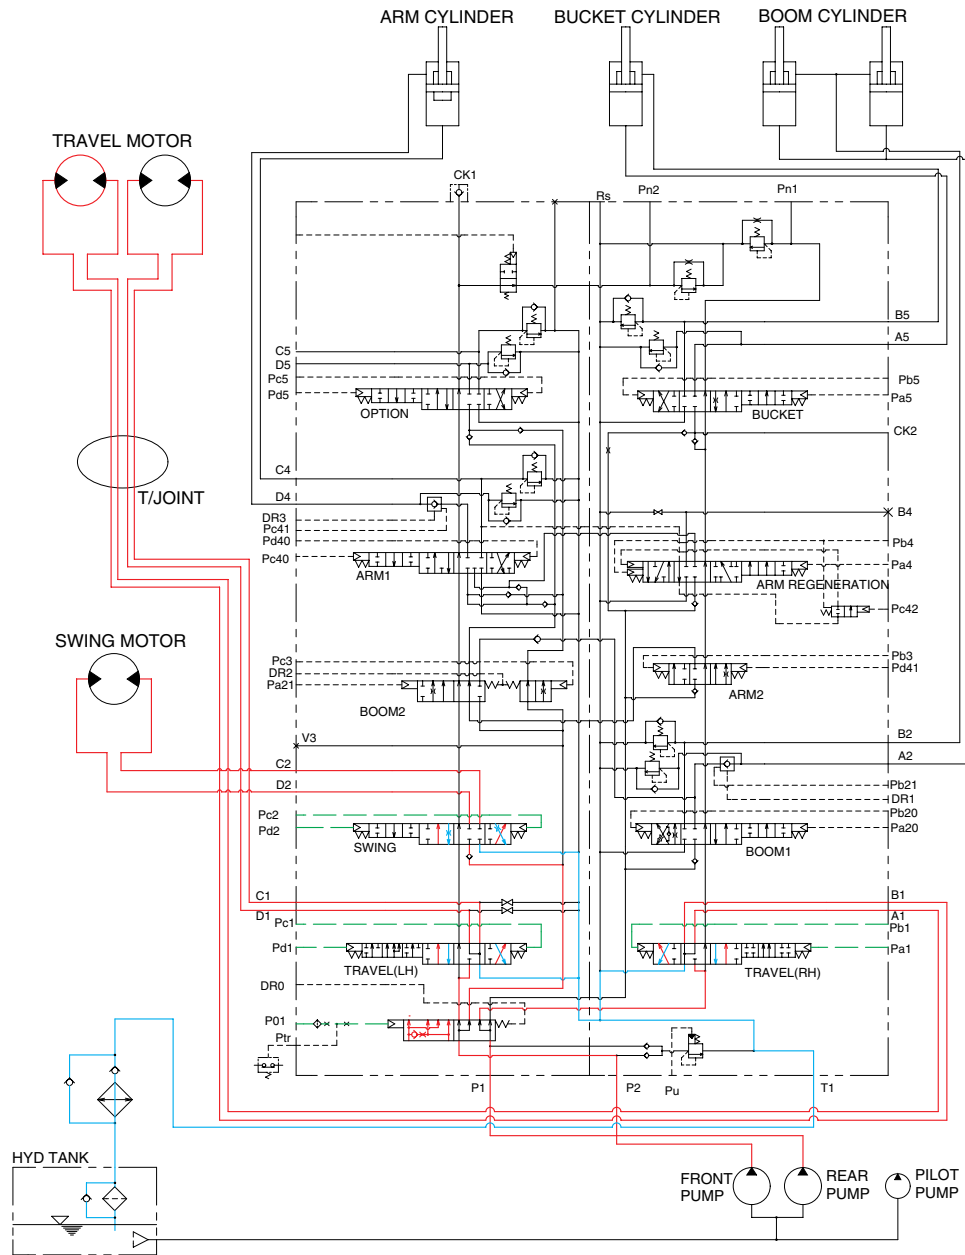 ARM CYLINDER
BUCKET CYLINDER
BOOM CYLINDER
TRAVEL MOTOR
CK1
Rs
Pn2
Pn1
B5
A5
C5
D5
Pc5
Pd5
OPTION
Pb5
Pa5
BUCKET
CK2
T/JOINT
C4
D4
DR3
Pc41
Pd40
Pc40
ARM1
B4
Pb4
Pa4
ARM REGENERATION
Pc42
SWING MOTOR
Pc3
DR2
Pa21
BOOM2
Pb3
Pd41
ARM2
V3
C2
D2
B2
A2
Pb21
DR1
Pb20
Pa20
BOOM1
Pc2
Pd2
SWING
C1
D1
Pc1
Pd1
TRAVEL(LH)
B1
A1
Pb1
Pa1
TRAVEL(RH)
DR0
P01
Ptr
P1
P2
Pu
T1
HYD TANK
FRONT
PUMP
REAR
PUMP
PILOT
PUMP